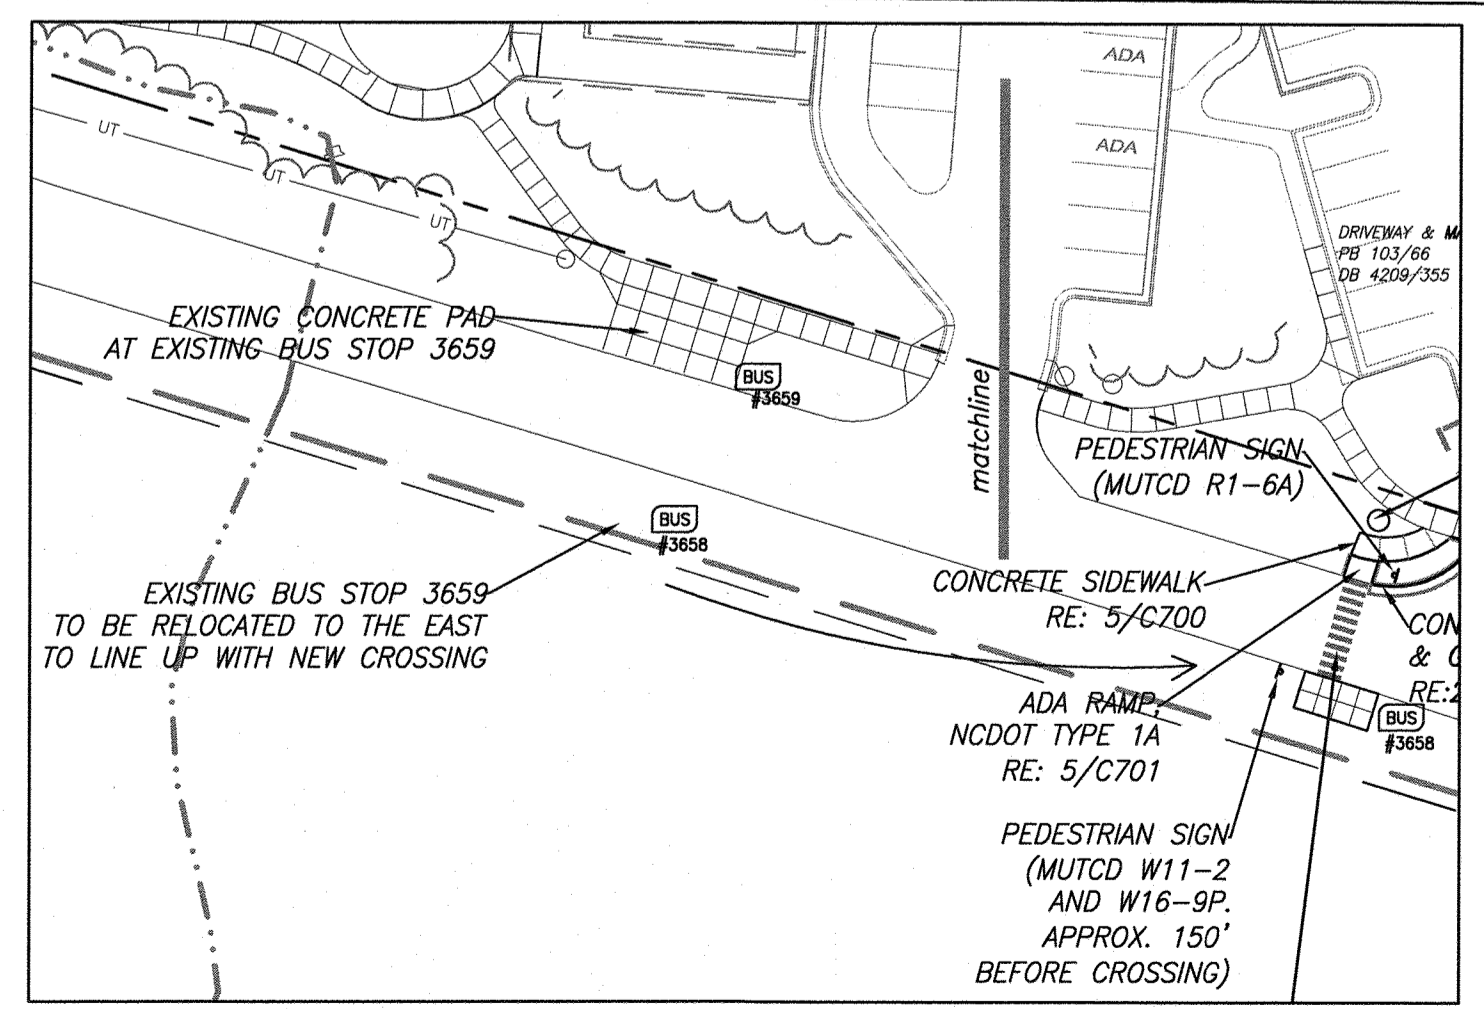 ADA
ADA
UT
UT
UT
DRIVEWAY &
PB 103/66
DB 4209/355
EXISTING CONCRETE PAD
AT EXISTING BUS STOP 3659
BUS
#3659
matchline
PEDESTRIAN SIGN
(MUTCD R1-6A)
BUS
#3658
EXISTING BUS STOP 3659
TO BE RELOCATED TO THE EAST
TO LINE UP WITH NEW CROSSING
CONCRETE SIDEWALK
RE: 5/C700
CON
&
RE:2
ADA RAMP,
NCDOT TYPE 1A
RE: 5/C701
BUS
#3658
PEDESTRIAN SIGN
(MUTCD W11-2
AND W16-9P.
APPROX. 150'
BEFORE CROSSING)